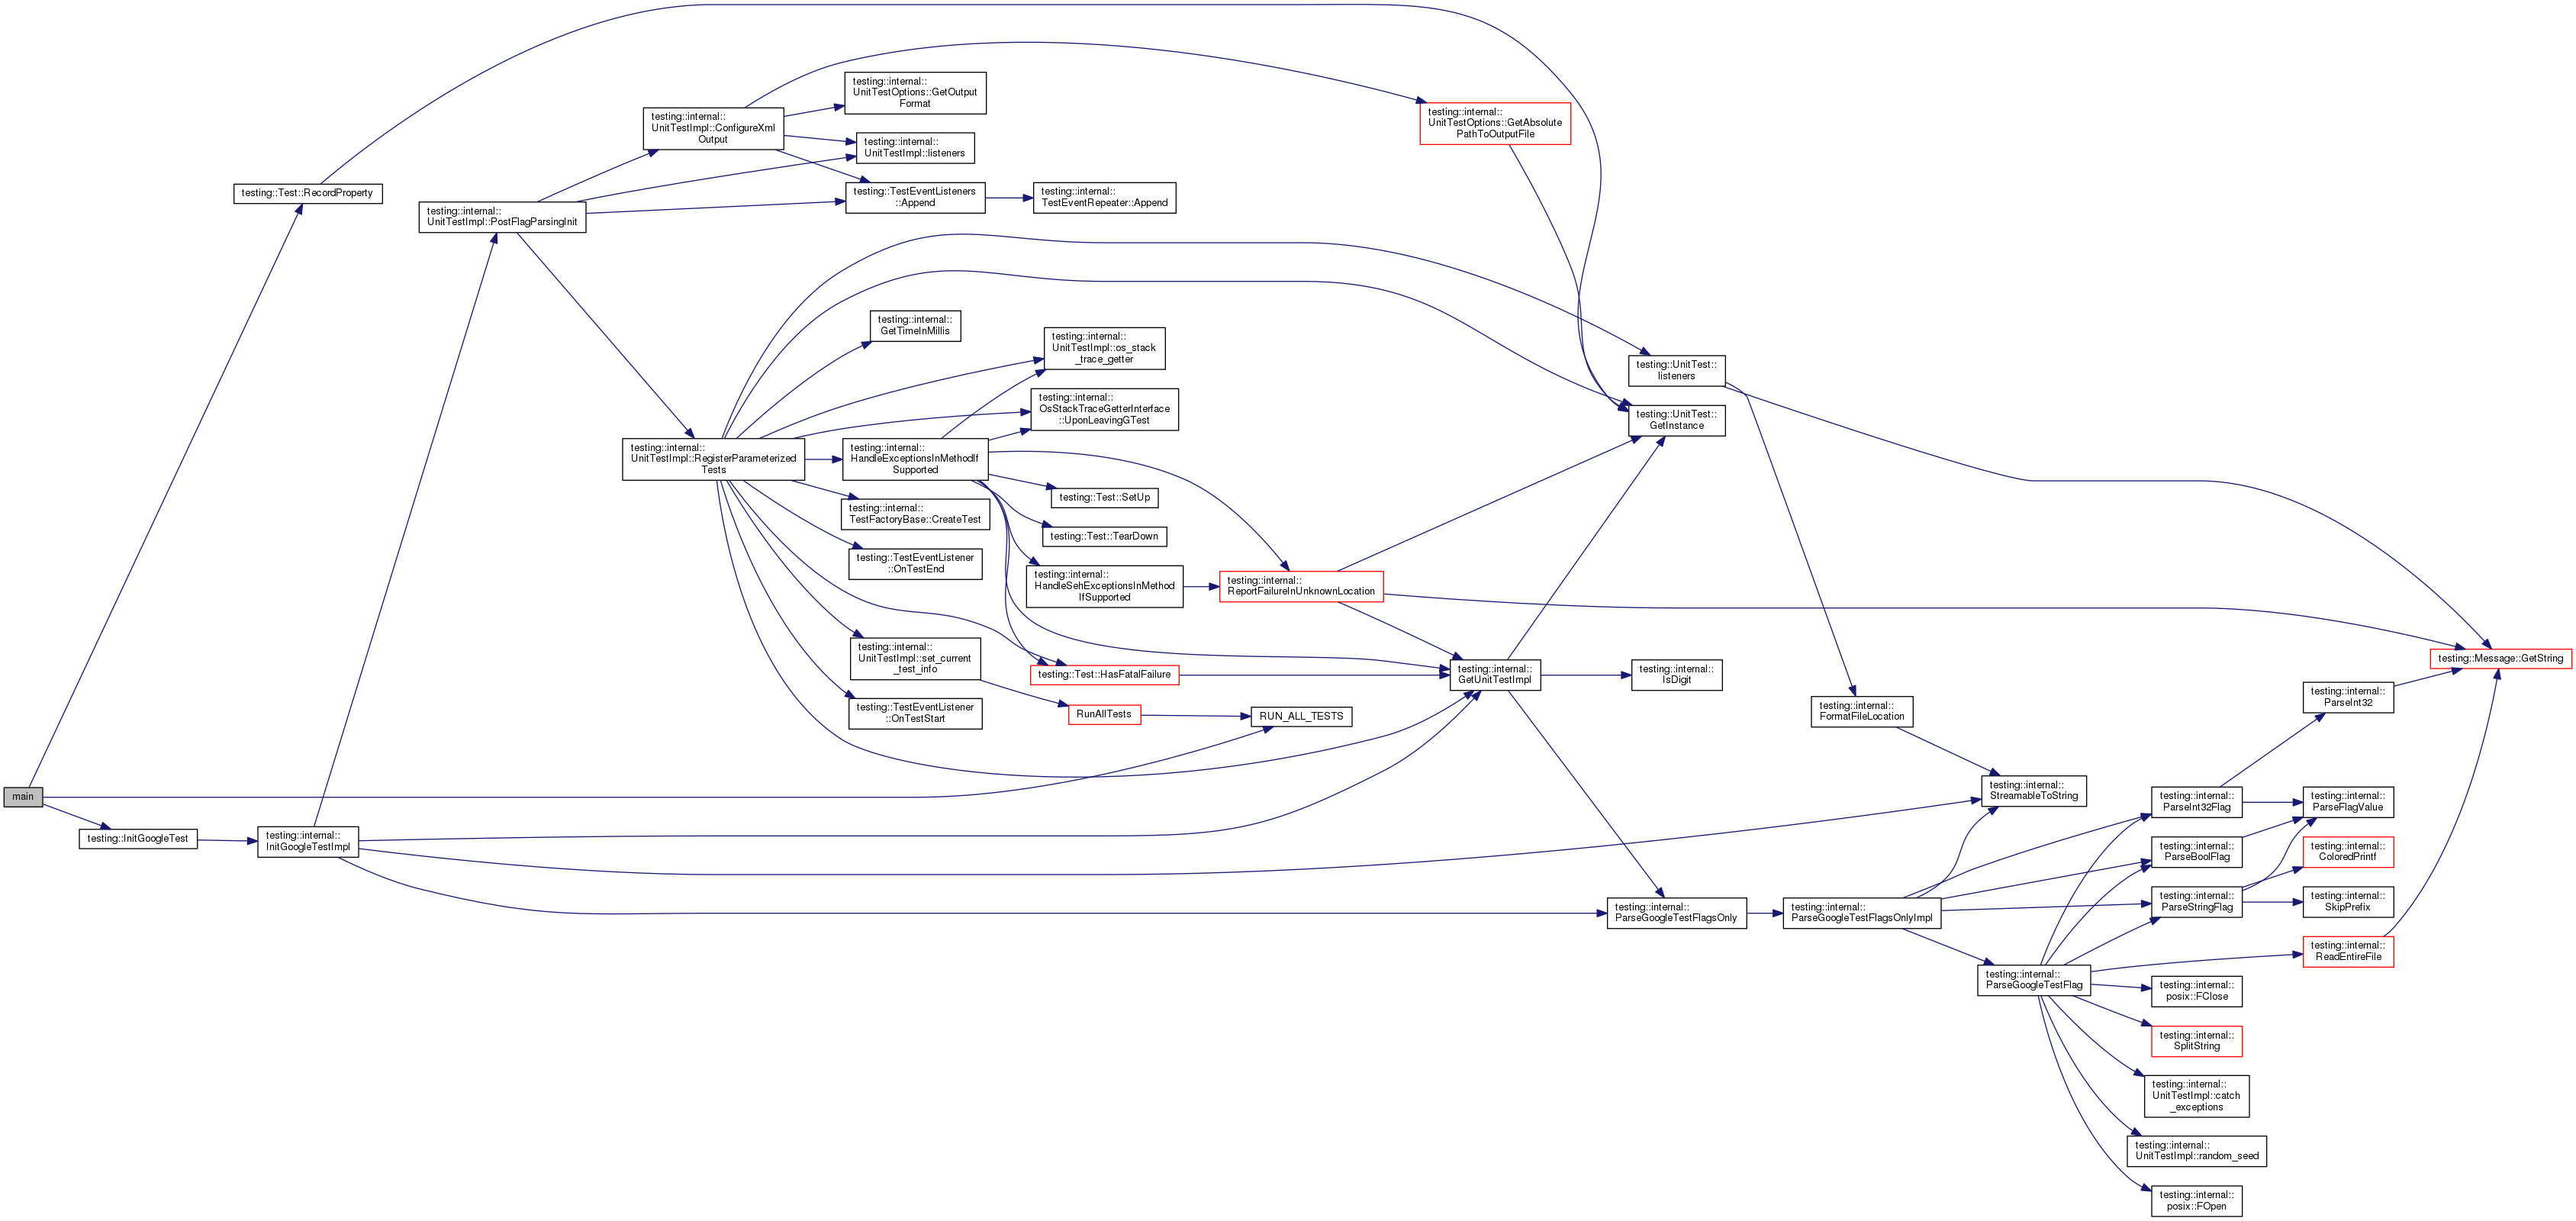 main
testing::Test::RecordProperty
testing::InitGoogleTest
testing::internal::
InitGoogleTestImpl
testing::internal::
UnitTestImpl::PostFlagParsingInit
testing::internal::
UnitTestImpl::ConfigureXml
Output
testing::internal::
UnitTestImpl::RegisterParameterized
Tests
testing::internal::
UnitTestOptions::GetOutput
Format
testing::internal::
UnitTestImpl::listeners
testing::TestEventListeners
::Append
testing::internal::
TestEventRepeater::Append
testing::internal::
GetTimeInMillis
testing::internal::
HandleExceptionsInMethodIf
Supported
testing::internal::
TestFactoryBase::CreateTest
testing::TestEventListener
::OnTestEnd
testing::internal::
UnitTestImpl::set_current
_test_info
testing::TestEventListener
::OnTestStart
testing::internal::
UnitTestImpl::os_stack
_trace_getter
testing::internal::
OsStackTraceGetterInterface
::UponLeavingGTest
testing::Test::SetUp
testing::Test::TearDown
testing::internal::
HandleSehExceptionsInMethod
IfSupported
testing::Test::HasFatalFailure
RunAllTests
testing::internal::
ReportFailureInUnknownLocation
RUN_ALL_TESTS
testing::internal::
UnitTestOptions::GetAbsolute
PathToOutputFile
testing::internal::
GetUnitTestImpl
testing::UnitTest::
listeners
testing::UnitTest::
GetInstance
testing::internal::
IsDigit
testing::internal::
ParseGoogleTestFlagsOnly
testing::internal::
FormatFileLocation
testing::internal::
ParseGoogleTestFlagsOnlyImpl
testing::internal::
StreamableToString
testing::internal::
ParseGoogleTestFlag
testing::internal::
ParseInt32Flag
testing::internal::
ParseBoolFlag
testing::internal::
ParseStringFlag
testing::internal::
posix::FClose
testing::internal::
SplitString
testing::internal::
UnitTestImpl::catch
_exceptions
testing::internal::
UnitTestImpl::random_seed
testing::internal::
posix::FOpen
testing::internal::
ParseInt32
testing::internal::
ParseFlagValue
testing::internal::
ColoredPrintf
testing::internal::
SkipPrefix
testing::internal::
ReadEntireFile
testing::Message::GetString